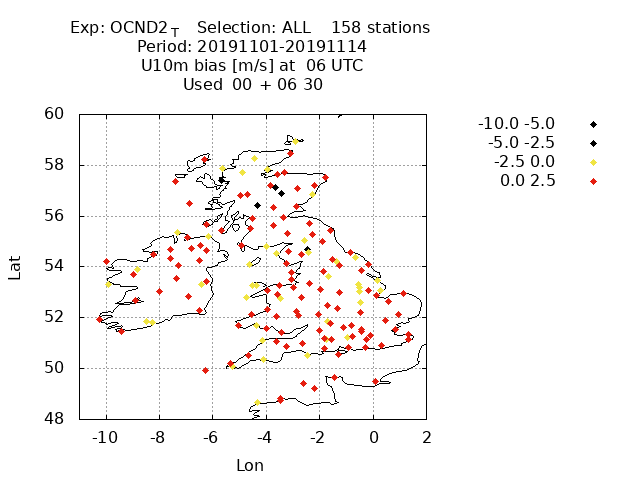 Exp: OCND2 T   Selection: ALL    158 stations
Period: 20191101-20191114
U10m bias [m/s] at  06 UTC
Used  00 + 06 30
-10.0 -5.0
-5.0 -2.5
-2.5 0.0
0.0 2.5
60
58
56
54
52
50
48
Lat
-10 -8 -6 -4 -2 0 2
Lon